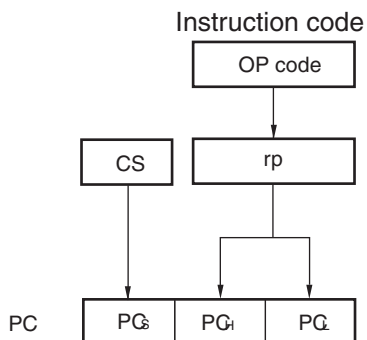 Instruction code
OP code
CS
rp
PC
PCS
PCH
PCL